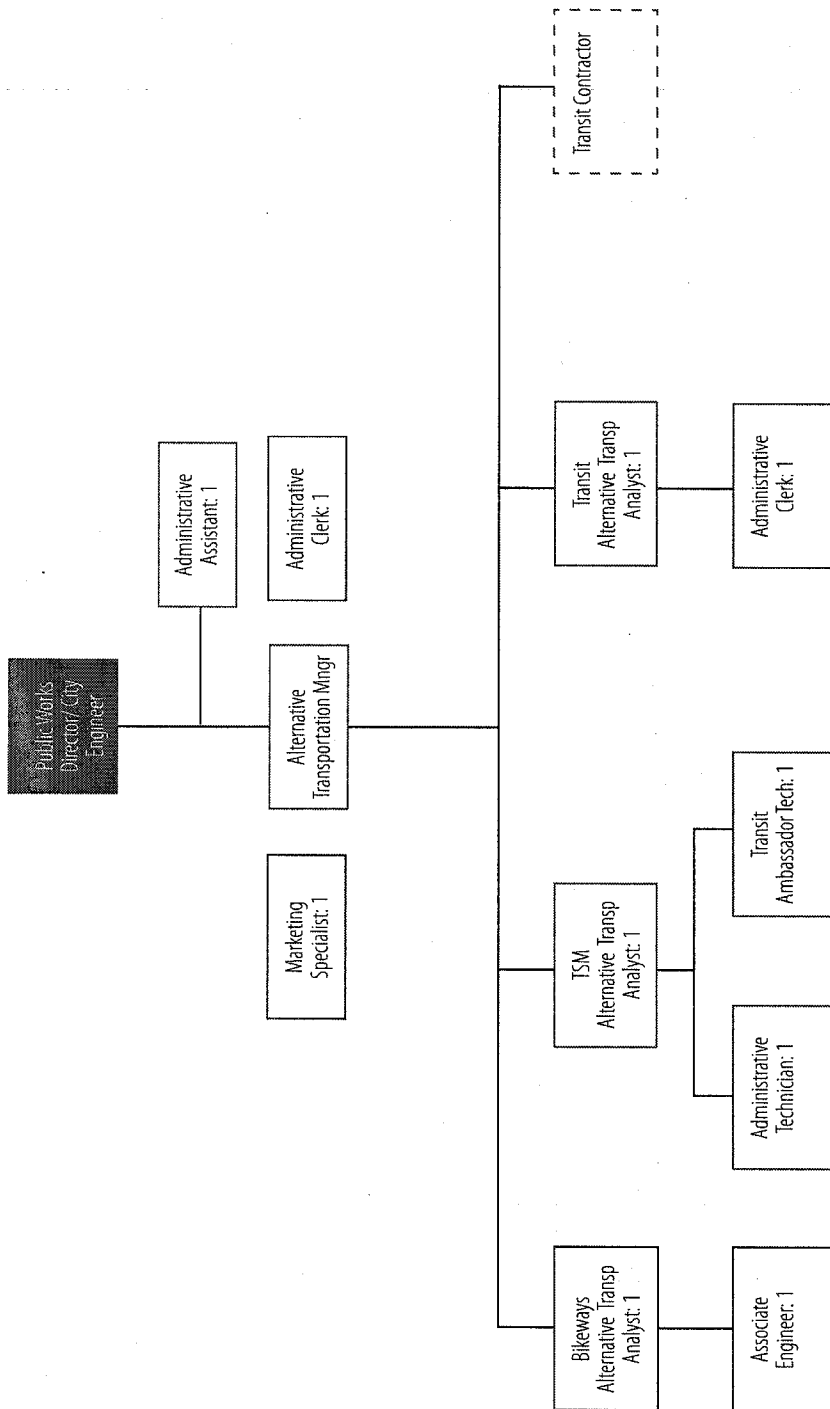 Public Works
Director/ City
Engineer
Administrative
Assistant: 1
Marketing
Specialist: 1
Alternative
Transportation Mngr
Administrative
Clerk: 1
Bikeways
Alternative Transp
Analyst: 1
TSM
Alternative Transp
Analyst: 1
Transit
Alternative Transp
Analyst: 1
Transit Contractor
Associate
Engineer: 1
Administrative
Technician: 1
Transit
Ambassador Tech: 1
Administrative
Clerk: 1